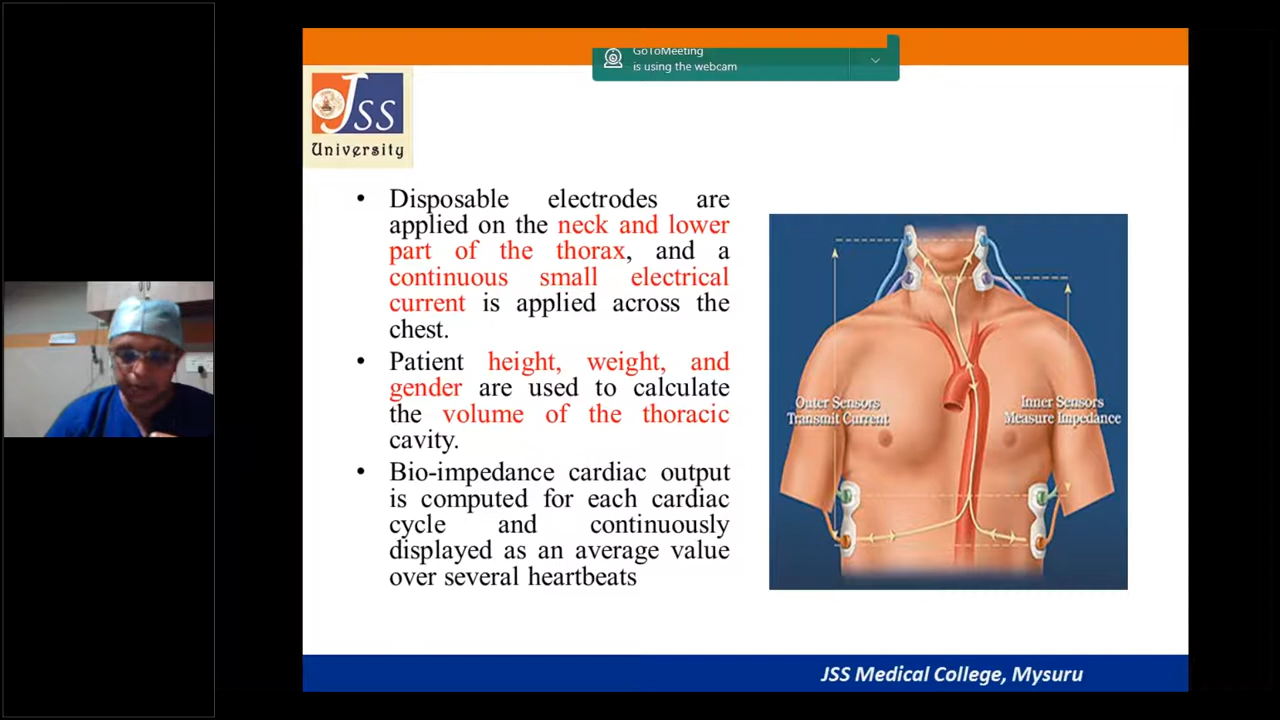 GoToMeeting
is using the webcam
JSS
University
• Disposable electrodes are
applied on the neck and lower
part of the thorax, and a
continuous small electrical
current is applied across the
chest.
• Patient height, weight, and
gender are used to calculate
the volume of the thoracic
cavity.
• Bio-impedance cardiac output
is computed for each cardiac
cycle and continuously
displayed as an average value
over several heartbeats
Outer Sensors
Transmit Current
Inner Sensors
Measure Impedance
JSS Medical College, Mysuru